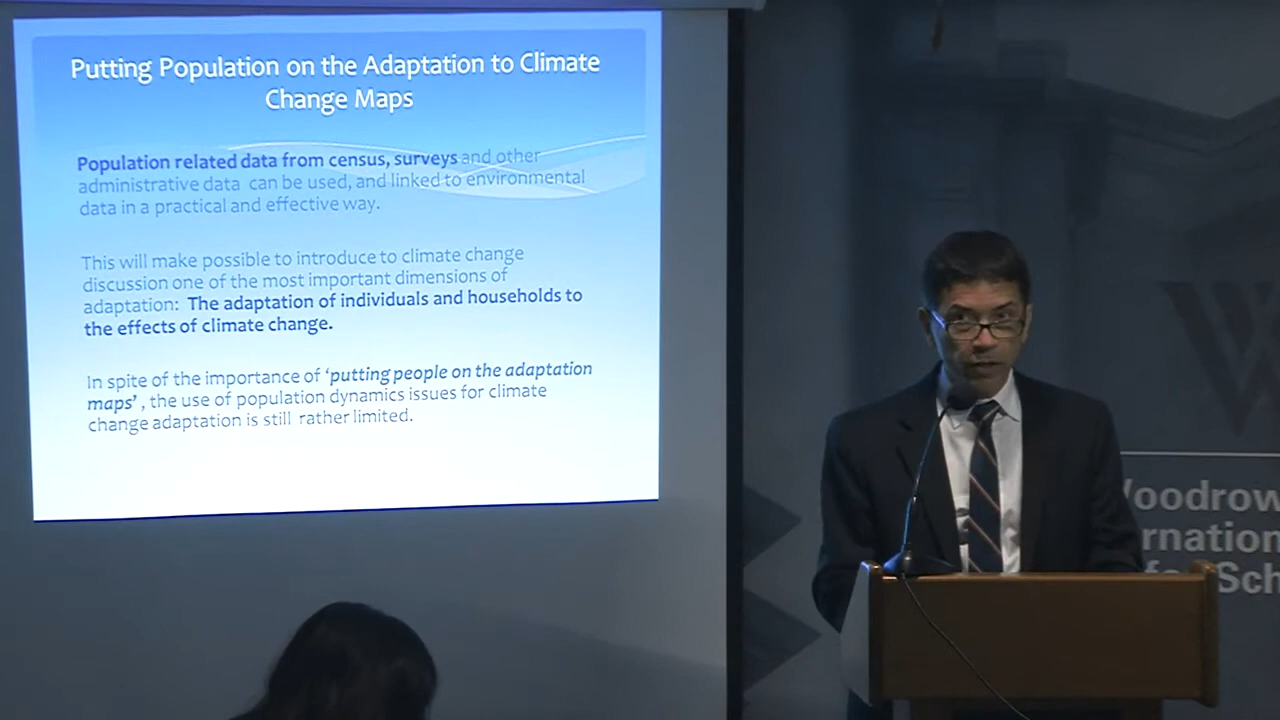 Putting Population on the Adaptation to Climate
Change Maps
Population related data from census, surveys and other
administrative data can be used, and linked to environmental
data in a practical and effective way.
This will make possible to introduce to climate change
discussion one of the most important dimensions of
adaptation: The adaptation of individuals and households to
the effects of climate change.
In spite of the importance of ‘putting people on the adaptation
maps’ , the use of population dynamics issues for climate
change adaptation is still rather limited.
W
oodrow
rnation
for Sch